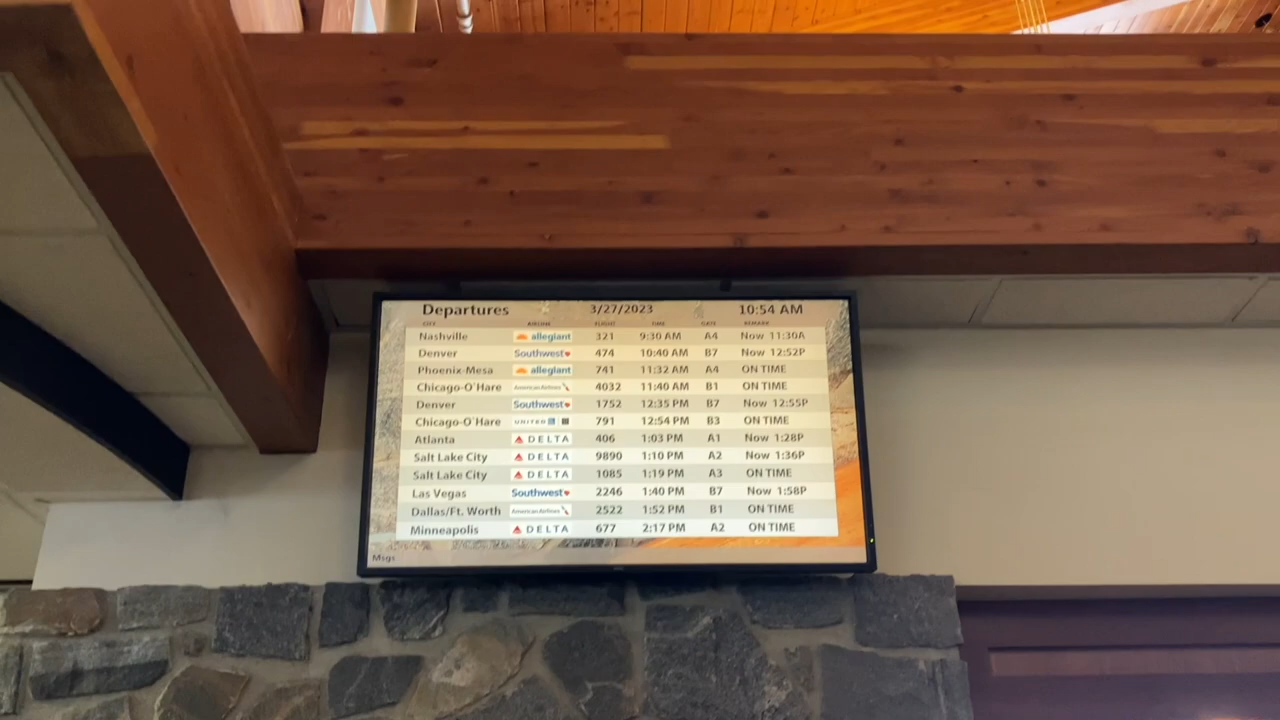 Departures 3/27/2023 10:54 AM
CITY AIRLINE FLIGHT TIME GATE REMARK
Nashville allegiant 321 9:30 AM A4 Now 11:30A
Denver Southwest 474 10:40 AM B7 Now 12:52P
Phoenix-Mesa allegiant 741 11:32 AM A4 ON TIME
Chicago-O'Hare American Airlines 4032 11:40 AM B1 ON TIME
Denver Southwest 1752 12:35 PM B7 Now 12:55P
Chicago-O'Hare UNITED 791 12:54 PM B3 ON TIME
Atlanta DELTA 406 1:03 PM A1 Now 1:28P
Salt Lake City DELTA 9890 1:10 PM A2 Now 1:36P
Salt Lake City DELTA 1085 1:19 PM A3 ON TIME
Las Vegas Southwest 2246 1:40 PM B7 Now 1:58P
Dallas/Ft. Worth American Airlines 2522 1:52 PM B1 ON TIME
Minneapolis DELTA 677 2:17 PM A2 ON TIME
Msgs